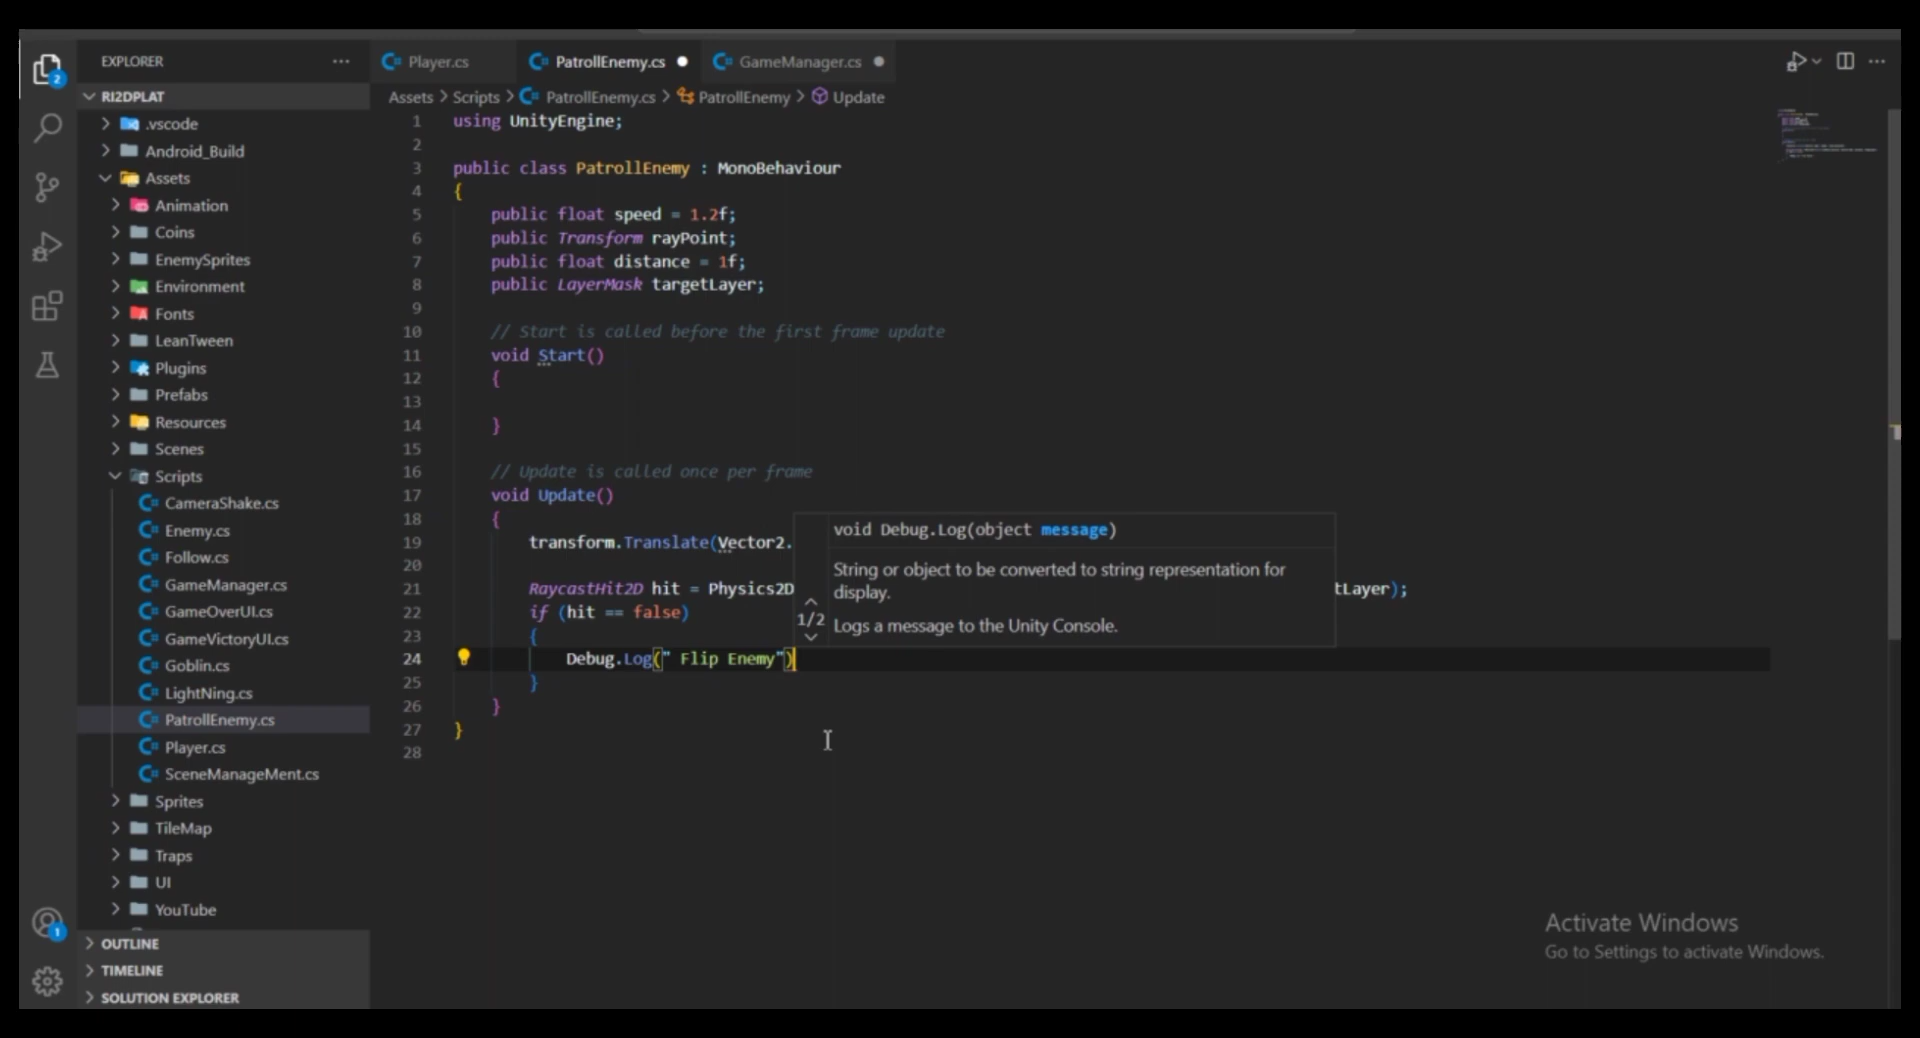 EXPLORER
Player.cs
PatrollEnemy.cs
GameManager.cs
2
RI2DPLAT
.vscode
Android_Build
Assets
Animation
Coins
EnemySprites
Environment
Fonts
LeanTween
Plugins
Prefabs
Resources
Scenes
Scripts
CameraShake.cs
Enemy.cs
Follow.cs
GameManager.cs
GameOverUI.cs
GameVictoryUI.cs
Goblin.cs
LightNing.cs
PatrollEnemy.cs
Player.cs
SceneManageMent.cs
Sprites
TileMap
Traps
UI
YouTube
1
OUTLINE
TIMELINE
SOLUTION EXPLORER
Assets > Scripts > PatrollEnemy.cs > PatrollEnemy > Update
1 using UnityEngine;
2
3 public class PatrollEnemy : MonoBehaviour
4 {
5 public float speed = 1.2f;
6 public Transform rayPoint;
7 public float distance = 1f;
8 public LayerMask targetLayer;
9
10 // Start is called before the first frame update
11 void Start()
12 {
13
14 }
15
16 // Update is called once per frame
17 void Update()
18 {
19 transform.Translate(Vector2.
20
21 RaycastHit2D hit = Physics2D tLayer);
22 if (hit == false)
23 {
24 Debug.Log(" Flip Enemy")
25 }
26 }
27 }
28
void Debug.Log(object message)
String or object to be converted to string representation for
display.
1/2
Logs a message to the Unity Console.
Activate Windows
Go to Settings to activate Windows.